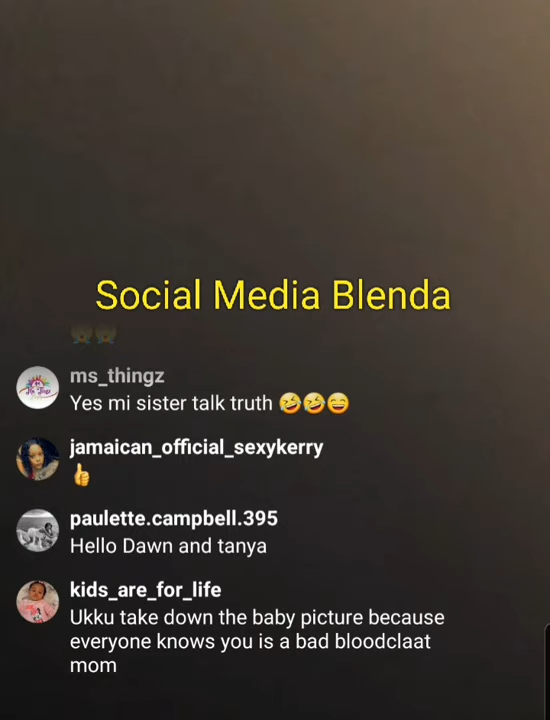 Social Media Blenda
ms_thingz
Yes mi sister talk truth 🤣🤣😄
jamaican_official_sexykerry
👍
paulette.campbell.395
Hello Dawn and tanya
kids_are_for_life
Ukku take down the baby picture because
everyone knows you is a bad bloodclaat
mom